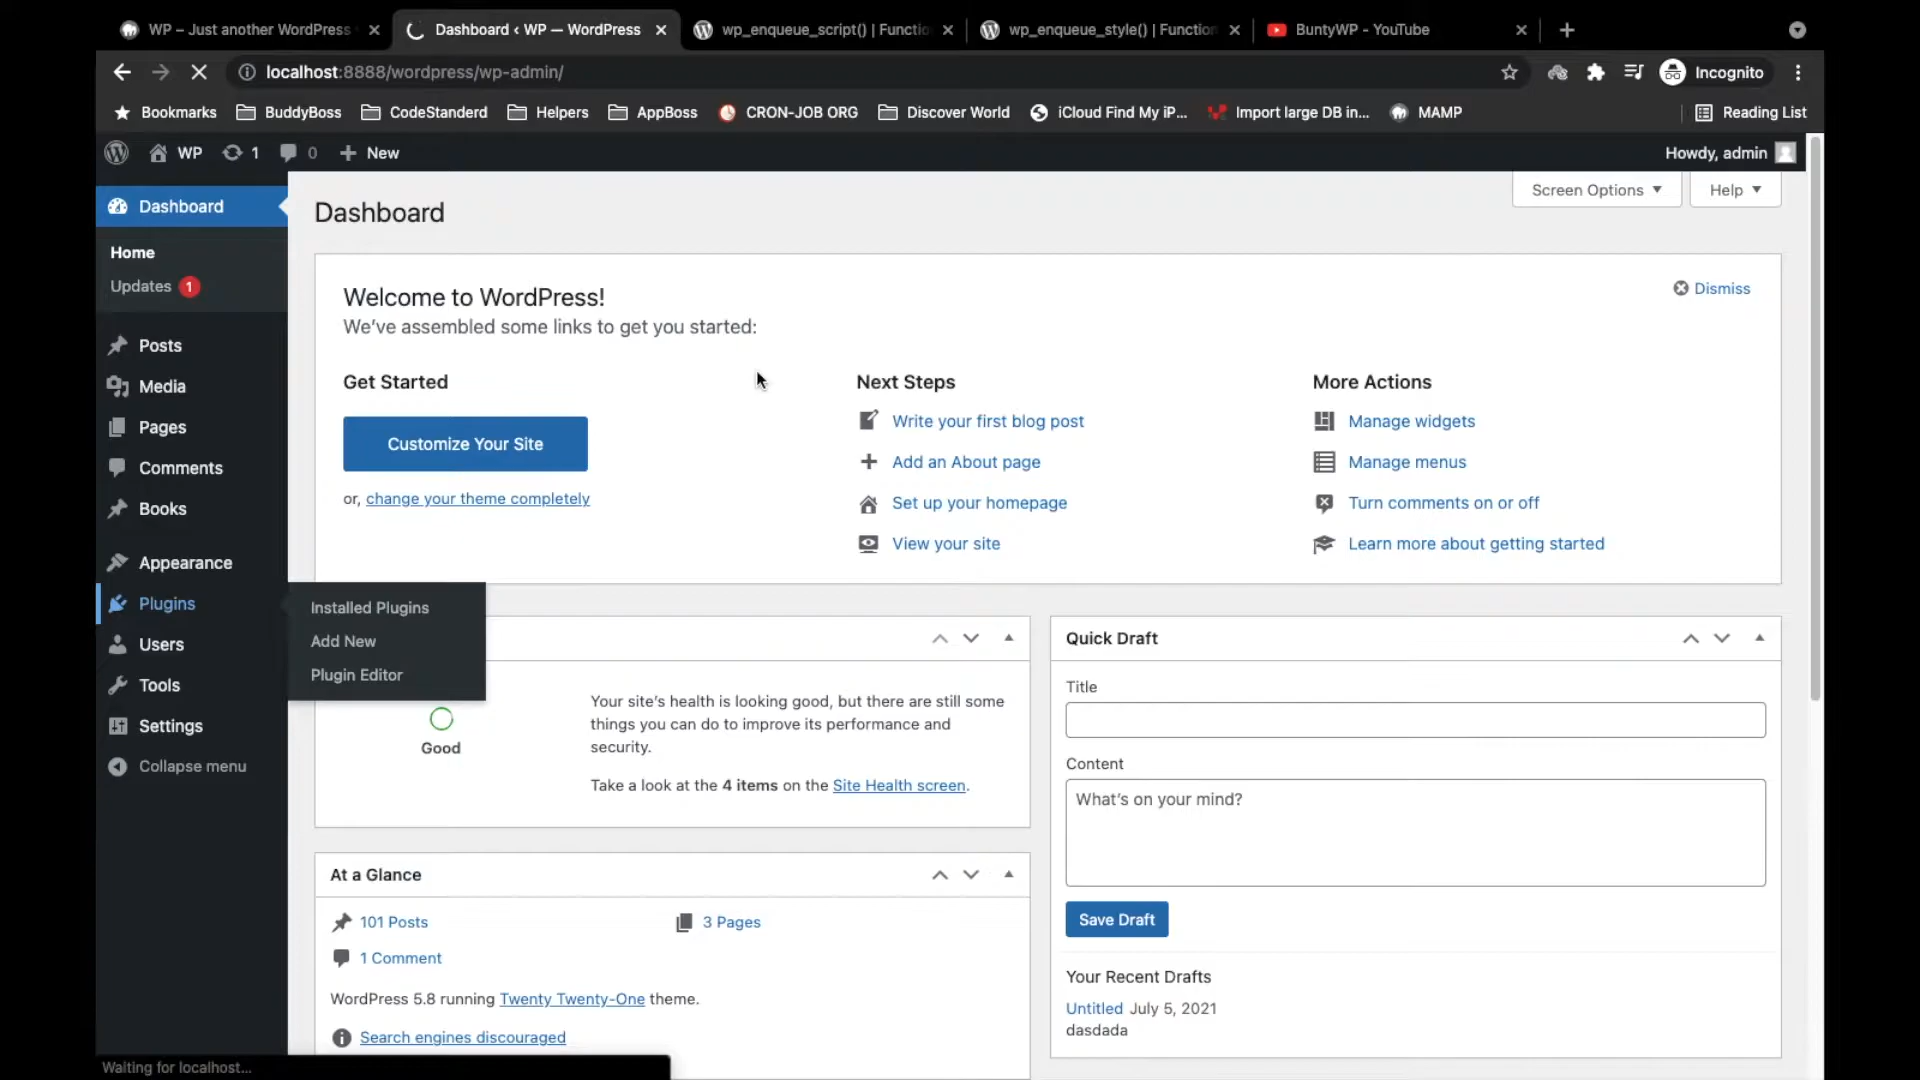 WP – Just another WordPress
Dashboard ‹ WP — WordPress
wp_enqueue_script() | Functio
wp_enqueue_style() | Function
BuntyWP - YouTube
localhost:8888/wordpress/wp-admin/
Incognito
Bookmarks
BuddyBoss
CodeStanderd
Helpers
AppBoss
CRON-JOB ORG
Discover World
iCloud Find My iP...
Import large DB in...
MAMP
Reading List
WP
1
0
New
Howdy, admin
Dashboard
Home
Updates 1
Posts
Media
Pages
Comments
Books
Appearance
Plugins
Users
Tools
Settings
Collapse menu
Installed Plugins
Add New
Plugin Editor
Screen Options
Help
Dashboard
Welcome to WordPress!
We've assembled some links to get you started:
Dismiss
Get Started
Customize Your Site
or, change your theme completely
Next Steps
Write your first blog post
Add an About page
Set up your homepage
View your site
More Actions
Manage widgets
Manage menus
Turn comments on or off
Learn more about getting started
Good
Your site's health is looking good, but there are still some
things you can do to improve its performance and
security.
Take a look at the 4 items on the Site Health screen.
At a Glance
101 Posts
3 Pages
1 Comment
WordPress 5.8 running Twenty Twenty-One theme.
Search engines discouraged
Quick Draft
Title
Content
What's on your mind?
Save Draft
Your Recent Drafts
Untitled July 5, 2021
dasdada
Waiting for localhost...